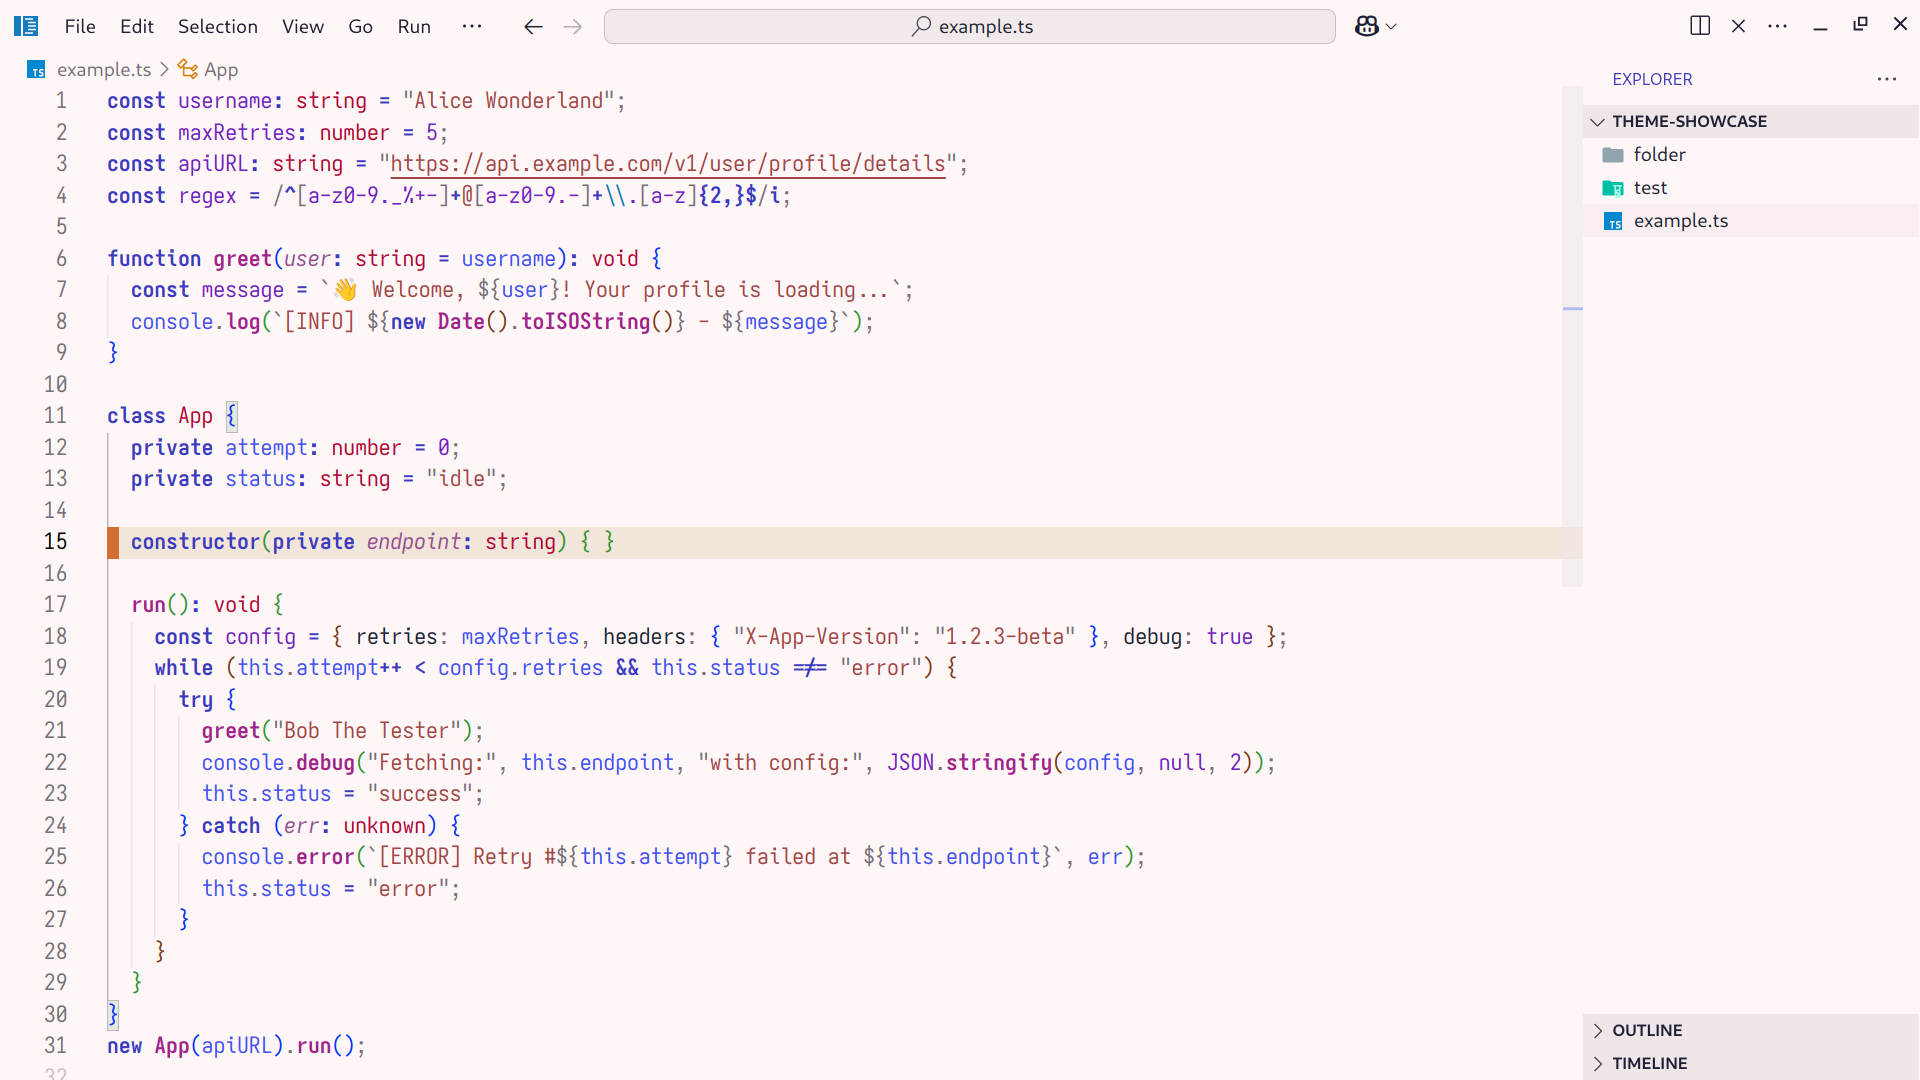 File Edit Selection View Go Run ··· example.ts
example.ts > App
1 const username: string = "Alice Wonderland";
2 const maxRetries: number = 5;
3 const apiURL: string = "https://api.example.com/v1/user/profile/details";
4 const regex = /^[a-z0-9._%+-]+@[a-z0-9.-]+\\.[a-z]{2,}$/i;
5
6 function greet(user: string = username): void {
7 const message = `👋 Welcome, ${user}! Your profile is loading...`;
8 console.log(`[INFO] ${new Date().toISOString()} - ${message}`);
9 }
10
11 class App {
12 private attempt: number = 0;
13 private status: string = "idle";
14
15 constructor(private endpoint: string) { }
16
17 run(): void {
18 const config = { retries: maxRetries, headers: { "X-App-Version": "1.2.3-beta" }, debug: true };
19 while (this.attempt++ < config.retries && this.status !== "error") {
20 try {
21 greet("Bob The Tester");
22 console.debug("Fetching:", this.endpoint, "with config:", JSON.stringify(config, null, 2));
23 this.status = "success";
24 } catch (err: unknown) {
25 console.error(`[ERROR] Retry #${this.attempt} failed at ${this.endpoint}`, err);
26 this.status = "error";
27 }
28 }
29 }
30 }
31 new App(apiURL).run();
32
EXPLORER
THEME-SHOWCASE
folder
test
TS example.ts
OUTLINE
TIMELINE